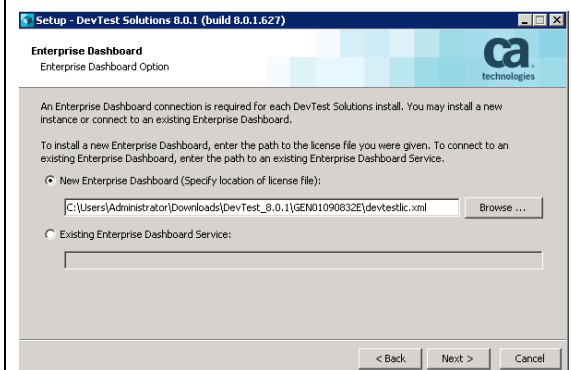 Setup - DevTest Solutions 8.0.1 (build 8.0.1.627)
Enterprise Dashboard
Enterprise Dashboard Option
ca
technologies
An Enterprise Dashboard connection is required for each DevTest Solutions install. You may install a new
instance or connect to an existing Enterprise Dashboard.
To install a new Enterprise Dashboard, enter the path to the license file you were given. To connect to an
existing Enterprise Dashboard, enter the path to an existing Enterprise Dashboard Service.
New Enterprise Dashboard (Specify location of license file):
C:\Users\Administrator\Downloads\DevTest_8.0.1\GEN01090832E\devtestlic.xml
Browse ...
Existing Enterprise Dashboard Service:
< Back
Next >
Cancel